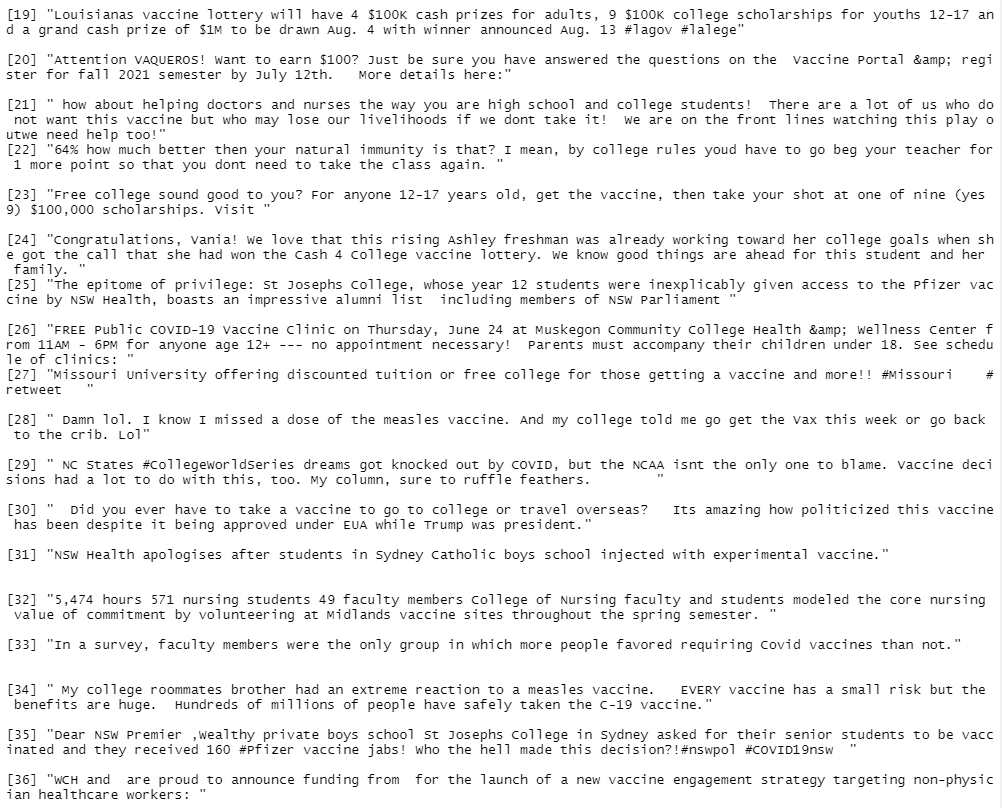 [19] "Louisianas vaccine lottery will have 4 $100K cash prizes for adults, 9 $100K college scholarships for youths 12-17 an
d a grand cash prize of $1M to be drawn Aug. 4 with winner announced Aug. 13 #lagov #lalege"
[20] "Attention VAQUEROS! Want to earn $100? Just be sure you have answered the questions on the  Vaccine Portal &amp; regi
ster for fall 2021 semester by July 12th.   More details here:"
[21] " how about helping doctors and nurses the way you are high school and college students!  There are a lot of us who do
 not want this vaccine but who may lose our livelihoods if we dont take it!  We are on the front lines watching this play o
utwe need help too!"
[22] "64% how much better then your natural immunity is that? I mean, by college rules youd have to go beg your teacher for
 1 more point so that you dont need to take the class again. "
[23] "Free college sound good to you? For anyone 12-17 years old, get the vaccine, then take your shot at one of nine (yes
9) $100,000 scholarships. Visit "
[24] "Congratulations, Vania! We love that this rising Ashley freshman was already working toward her college goals when sh
e got the call that she had won the Cash 4 College vaccine lottery. We know good things are ahead for this student and her
 family. "
[25] "The epitome of privilege: St Josephs College, whose year 12 students were inexplicably given access to the Pfizer vac
cine by NSW Health, boasts an impressive alumni list  including members of NSW Parliament "
[26] "FREE Public COVID-19 Vaccine Clinic on Thursday, June 24 at Muskegon Community College Health &amp; Wellness Center f
rom 11AM - 6PM for anyone age 12+ --- no appointment necessary!  Parents must accompany their children under 18. See schedu
le of clinics: "
[27] "Missouri University offering discounted tuition or free college for those getting a vaccine and more!! #Missouri    #
retweet   "
[28] " Damn lol. I know I missed a dose of the measles vaccine. And my college told me go get the Vax this week or go back
 to the crib. Lol"
[29] " NC States #CollegeWorldSeries dreams got knocked out by COVID, but the NCAA isnt the only one to blame. Vaccine deci
sions had a lot to do with this, too. My column, sure to ruffle feathers.        "
[30] "  Did you ever have to take a vaccine to go to college or travel overseas?   Its amazing how politicized this vaccine
 has been despite it being approved under EUA while Trump was president."
[31] "NSW Health apologises after students in Sydney Catholic boys school injected with experimental vaccine."
[32] "5,474 hours 571 nursing students 49 faculty members College of Nursing faculty and students modeled the core nursing
 value of commitment by volunteering at Midlands vaccine sites throughout the spring semester. "
[33] "In a survey, faculty members were the only group in which more people favored requiring Covid vaccines than not."
[34] " My college roommates brother had an extreme reaction to a measles vaccine.   EVERY vaccine has a small risk but the
 benefits are huge.  Hundreds of millions of people have safely taken the C-19 vaccine."
[35] "Dear NSW Premier ,Wealthy private boys school St Josephs College in Sydney asked for their senior students to be vacc
inated and they received 160 #Pfizer vaccine jabs! Who the hell made this decision?!#nswpol #COVID19nsw  "
[36] "WCH and  are proud to announce funding from  for the launch of a new vaccine engagement strategy targeting non-physic
ian healthcare workers: "